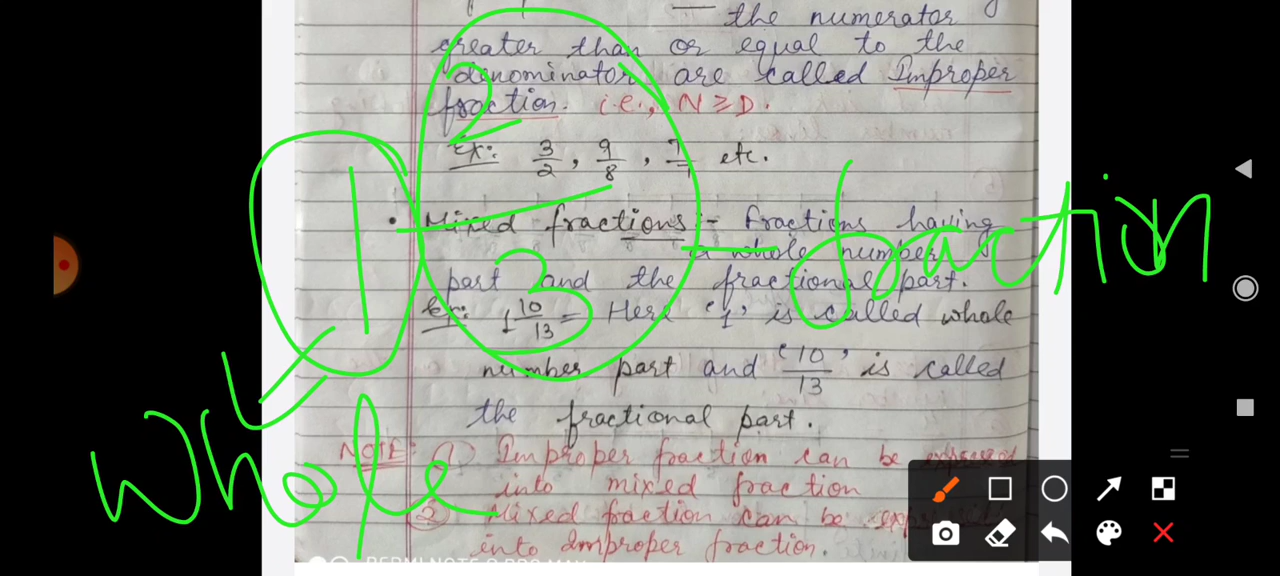 the numerator
greater than or equal to the
denominator are called Improper
fraction. i.e., N ≥ D.
Ex: 3/2, 9/8, 7/7 etc.
• Mixed fractions :- Fractions having
a whole number
part and the fractional part.
Eg: 1 10/13 = Here '1' is called whole
number part and '10/13' is called
the fractional part.
NOTE: ① Improper fraction can be expressed
into mixed fraction
② Mixed fraction can be
into Improper fraction.
1 2/3
fraction
whole